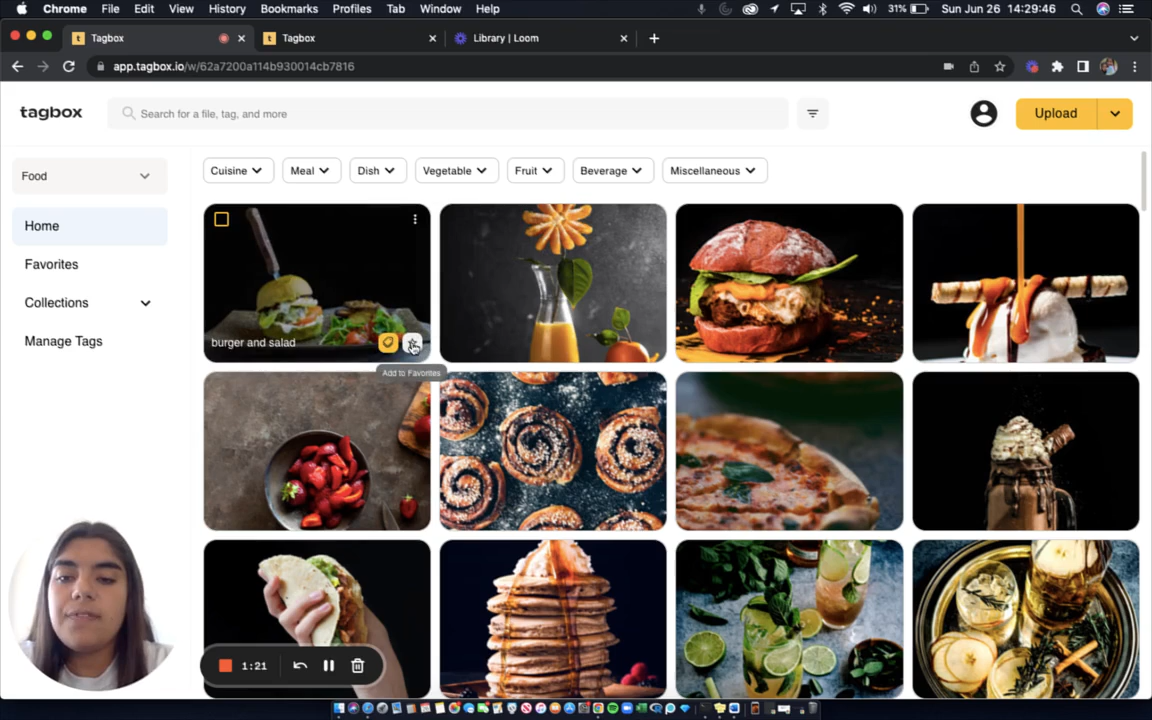 Chrome File Edit View History Bookmarks Profiles Tab Window Help 31% Sun Jun 26 14:29:46
Tagbox Tagbox Library | Loom
app.tagbox.io/w/62a7200a114b930014cb7816
tagbox Search for a file, tag, and more Upload
Food Cuisine Meal Dish Vegetable Fruit Beverage Miscellaneous
Home
Favorites
Collections
Manage Tags
burger and salad
Add to Favorites
1:21